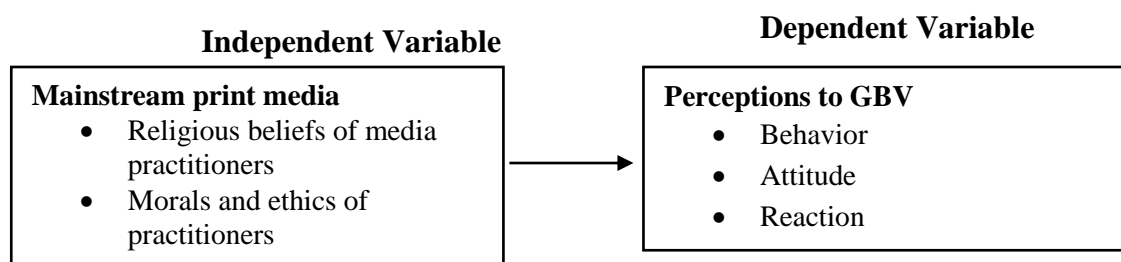 Independent Variable
Mainstream print media
• Religious beliefs of media
practitioners
• Morals and ethics of
practitioners
Dependent Variable
Perceptions to GBV
• Behavior
• Attitude
• Reaction